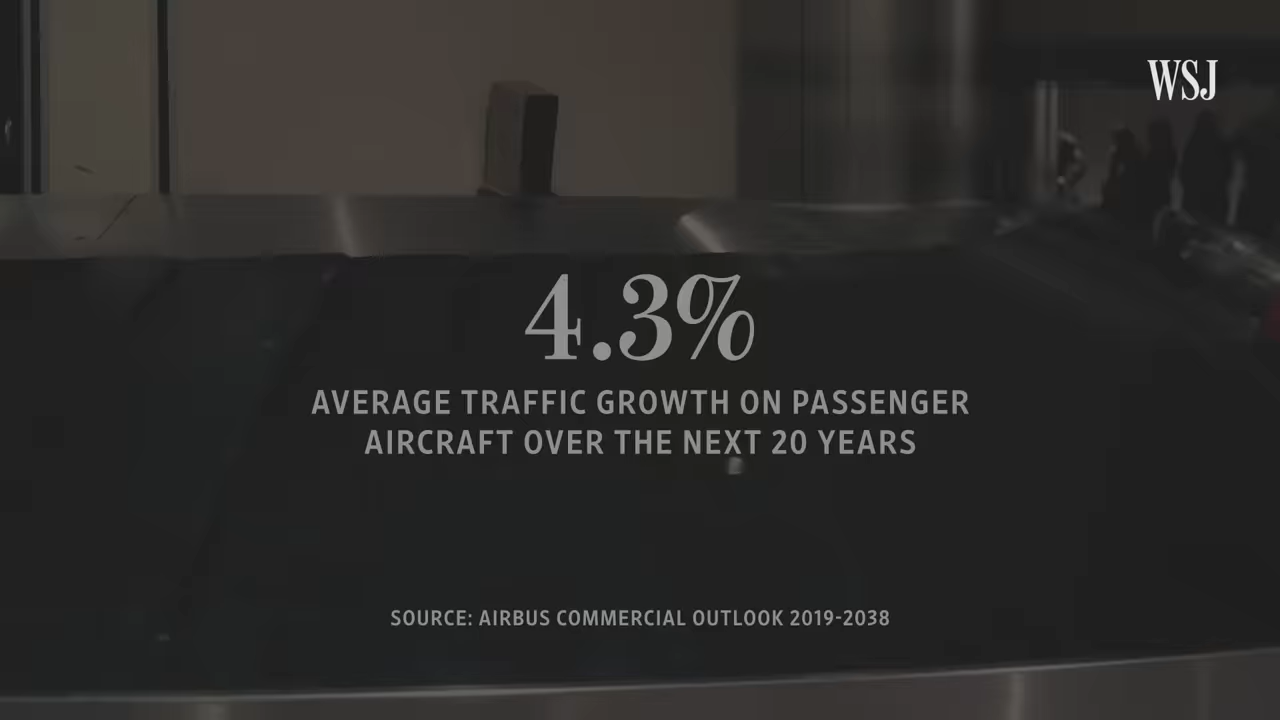 WSJ
4.3%
AVERAGE TRAFFIC GROWTH ON PASSENGER
AIRCRAFT OVER THE NEXT 20 YEARS
SOURCE: AIRBUS COMMERCIAL OUTLOOK 2019-2038